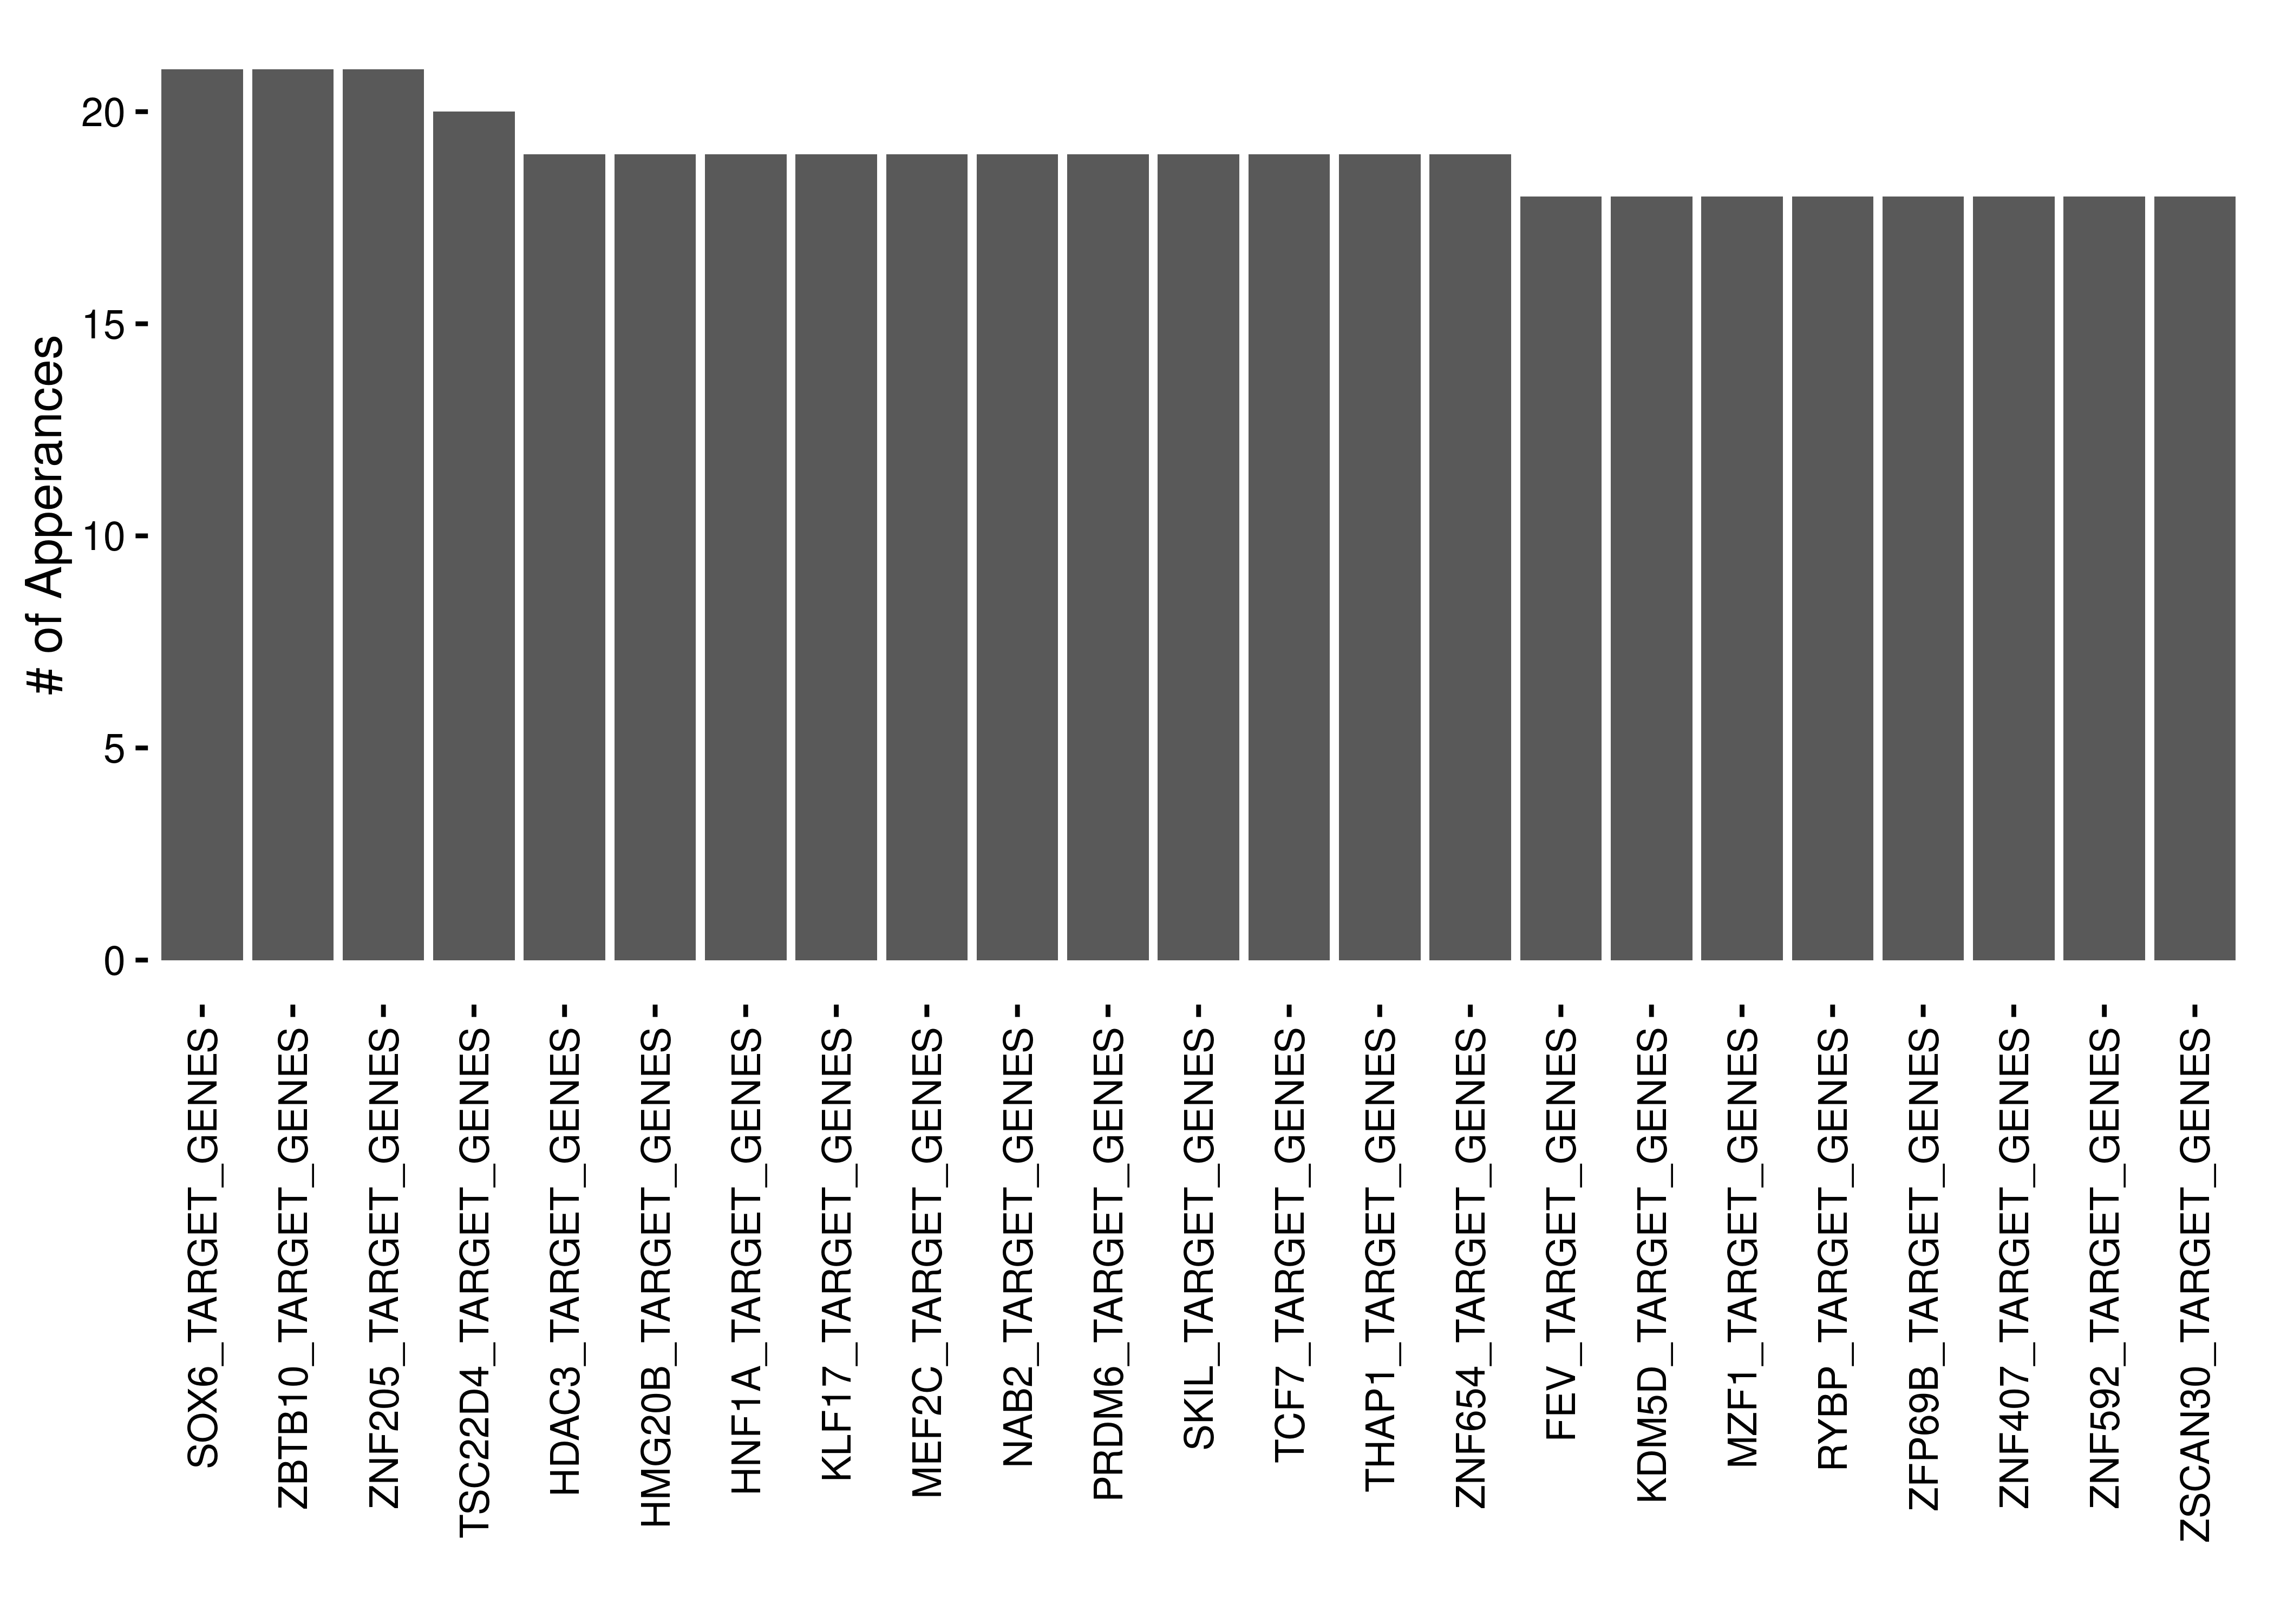 # of Apperances
20
15
10
5
0
SOX6_TARGET_GENES
ZBTB10_TARGET_GENES
ZNF205_TARGET_GENES
TSC22D4_TARGET_GENES
HDAC3_TARGET_GENES
HMG20B_TARGET_GENES
HNF1A_TARGET_GENES
KLF17_TARGET_GENES
MEF2C_TARGET_GENES
NAB2_TARGET_GENES
PRDM6_TARGET_GENES
SKIL_TARGET_GENES
TCF7_TARGET_GENES
THAP1_TARGET_GENES
ZNF654_TARGET_GENES
FEV_TARGET_GENES
KDM5D_TARGET_GENES
MZF1_TARGET_GENES
RYBP_TARGET_GENES
ZFP69B_TARGET_GENES
ZNF407_TARGET_GENES
ZNF592_TARGET_GENES
ZSCAN30_TARGET_GENES